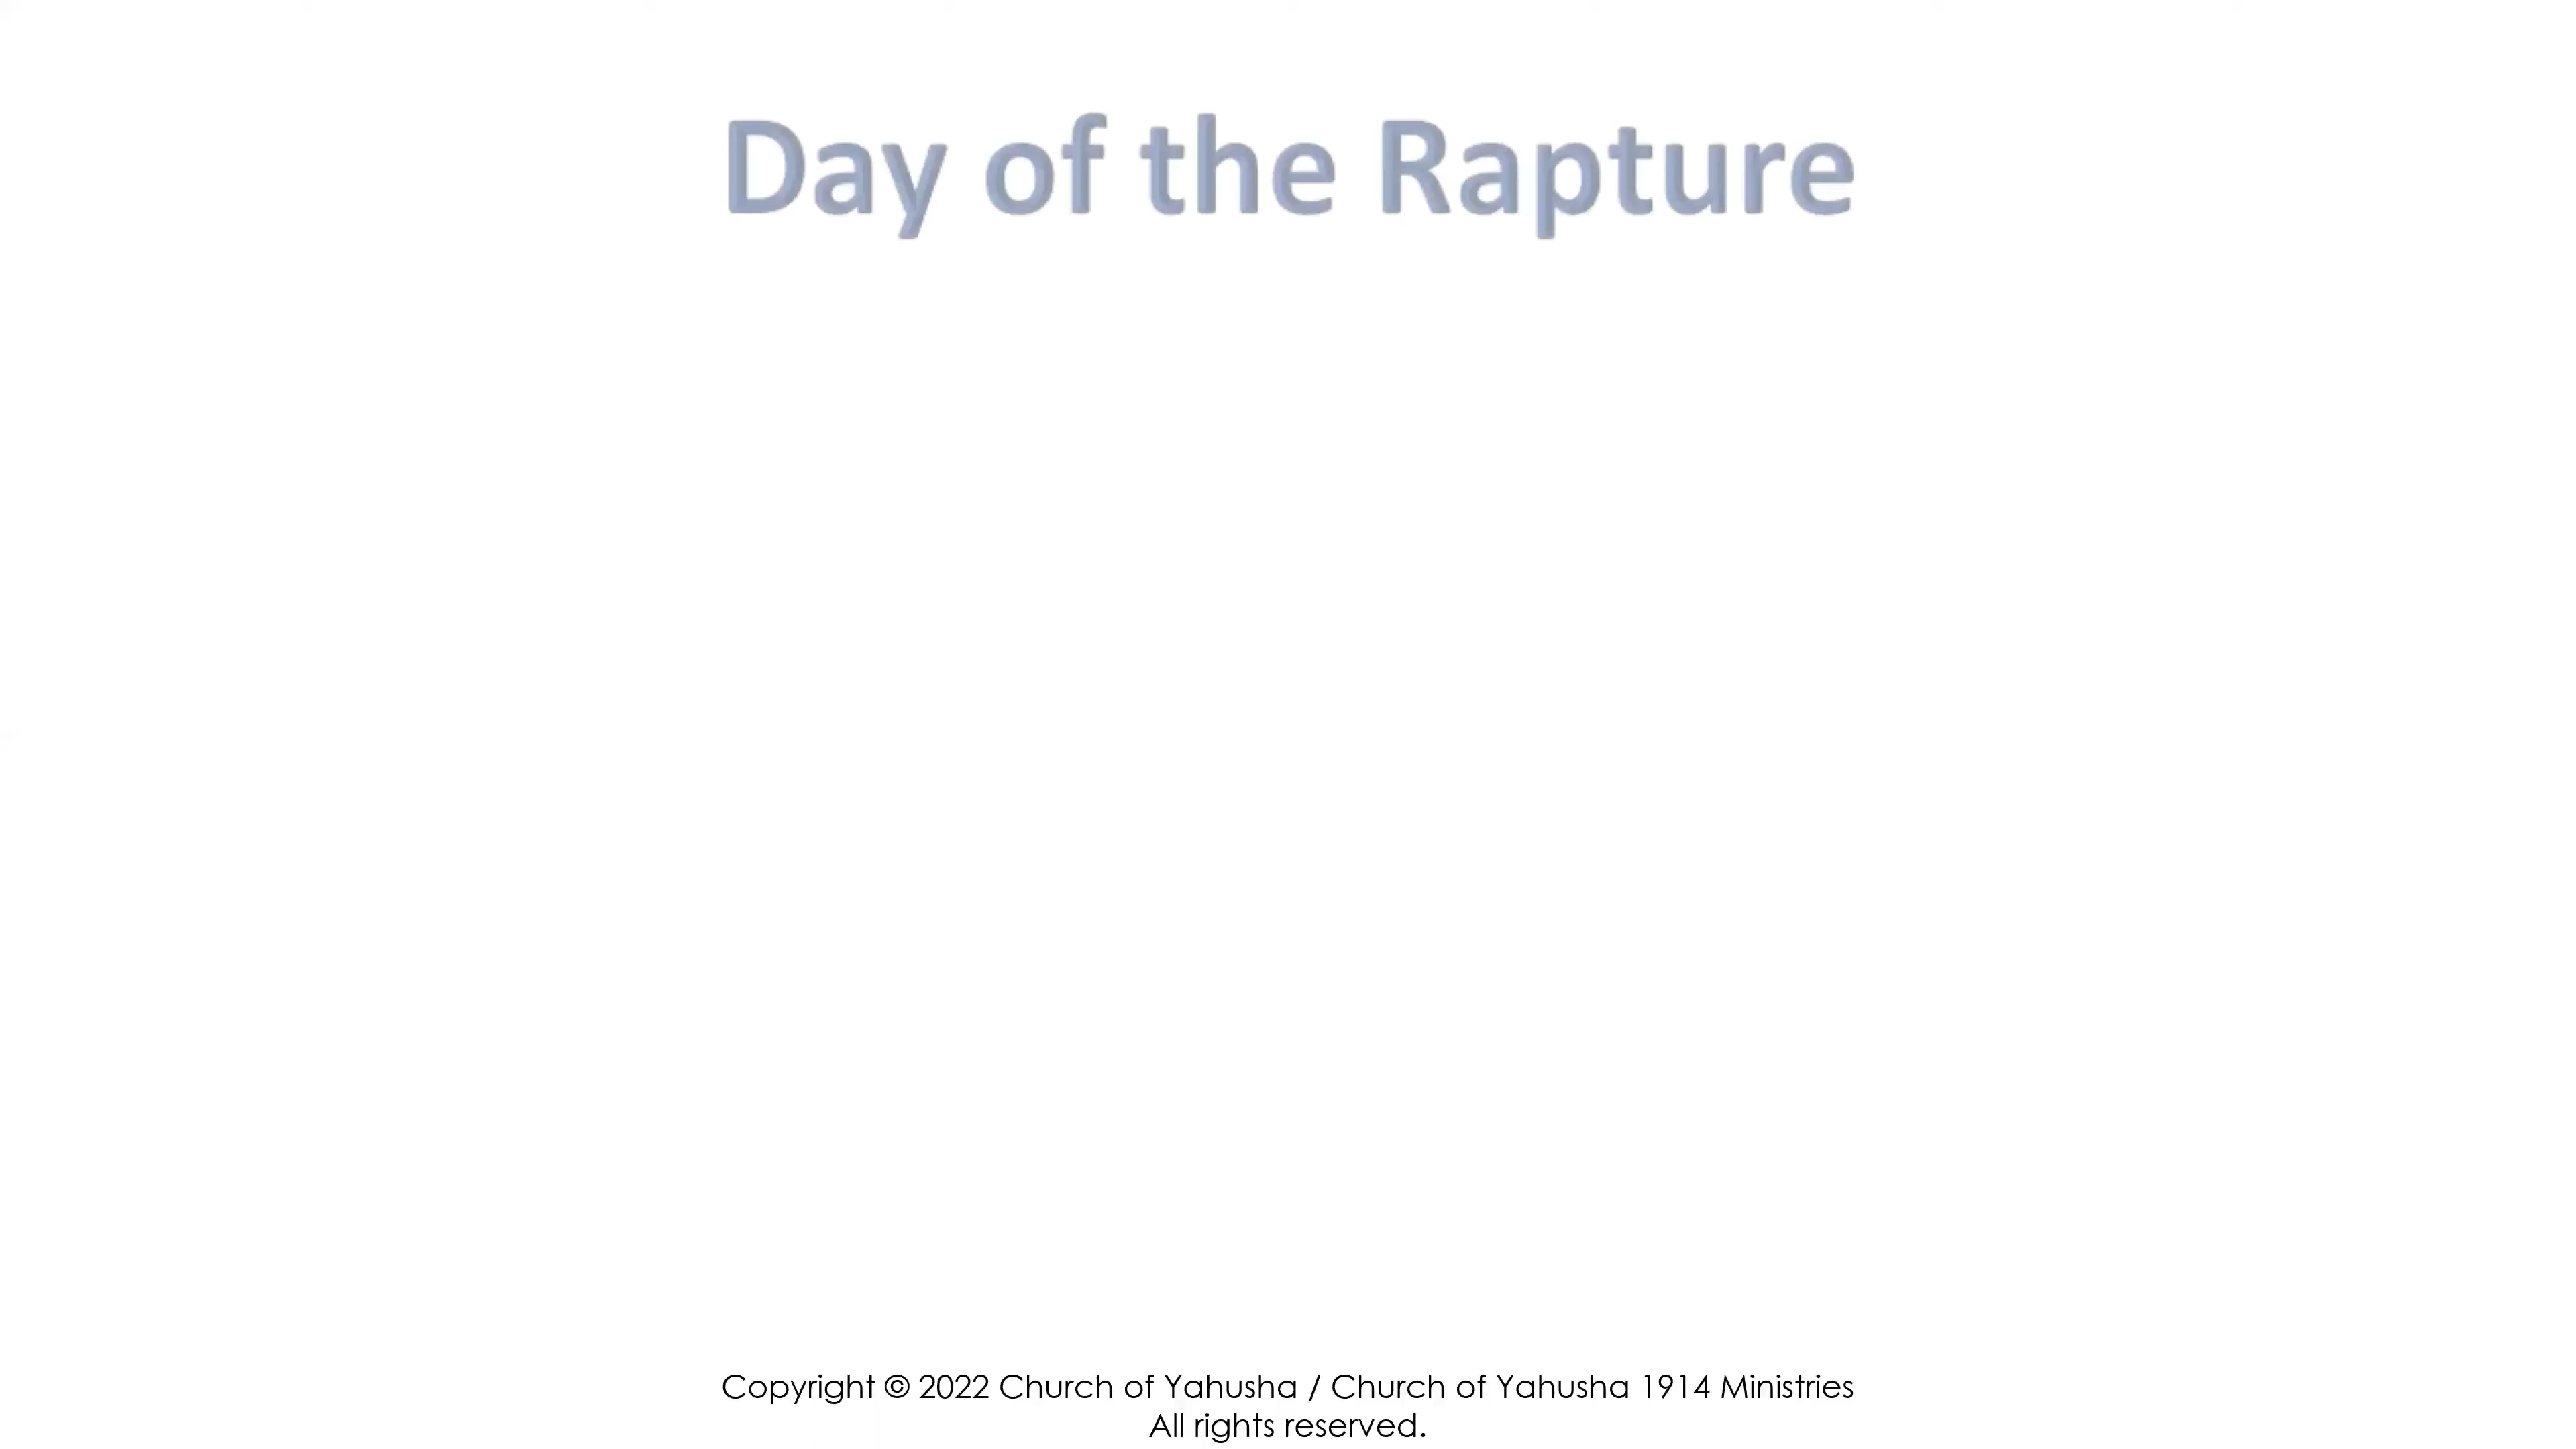 Day of the Rapture
Copyright © 2022 Church of Yahusha / Church of Yahusha 1914 Ministries
All rights reserved.